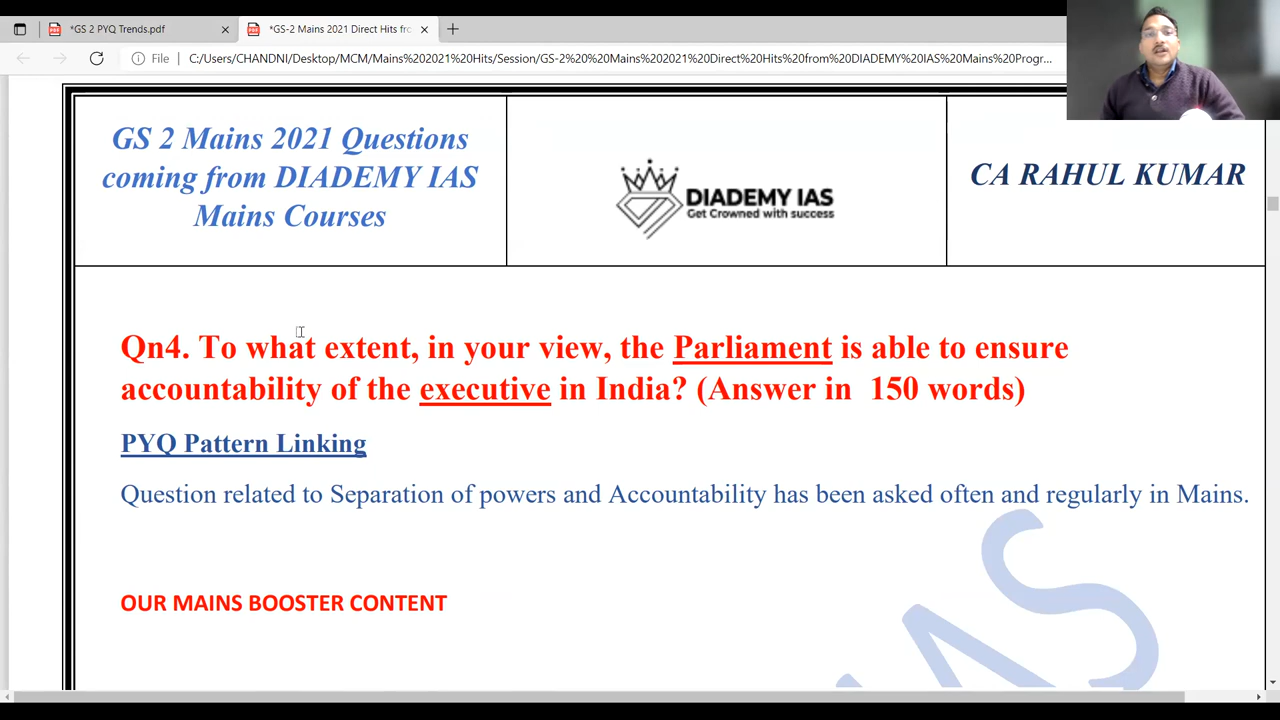 *GS 2 PYQ Trends.pdf
*GS-2 Mains 2021 Direct Hits fro
File
C:/Users/CHANDNI/Desktop/MCM/Mains%202021%20Hits/Session/GS-2%20%20Mains%202021%20Direct%20Hits%20from%20DIADEMY%20IAS%20Mains%20Progr...
GS 2 Mains 2021 Questions
coming from DIADEMY IAS
Mains Courses
DIADEMY IAS
Get Crowned with success
CA RAHUL KUMAR
Qn4. To what extent, in your view, the Parliament is able to ensure
accountability of the executive in India? (Answer in 150 words)
PYQ Pattern Linking
Question related to Separation of powers and Accountability has been asked often and regularly in Mains.
OUR MAINS BOOSTER CONTENT